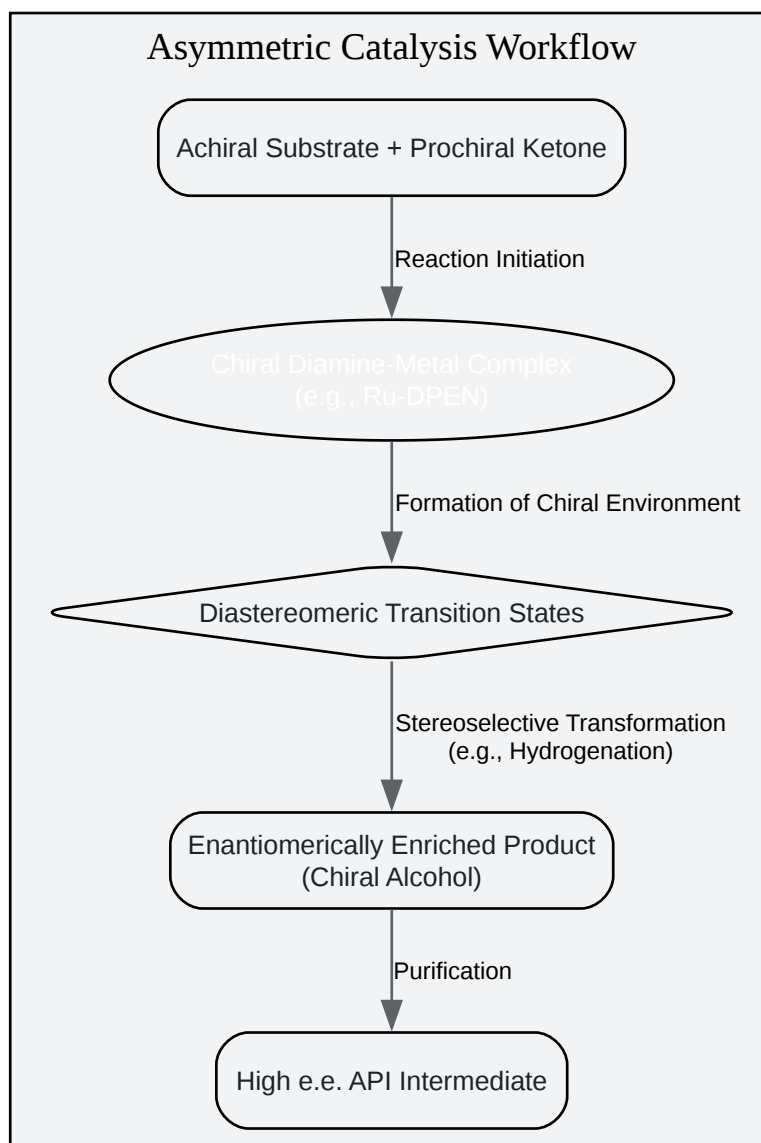 Asymmetric Catalysis Workflow
Achiral Substrate + Prochiral Ketone
Reaction Initiation
Chiral Diamine-Metal Complex
(e.g., Ru-DPEN)
Formation of Chiral Environment
Diastereomeric Transition States
Stereoselective Transformation
(e.g., Hydrogenation)
Enantiomerically Enriched Product
(Chiral Alcohol)
Purification
High e.e. API Intermediate